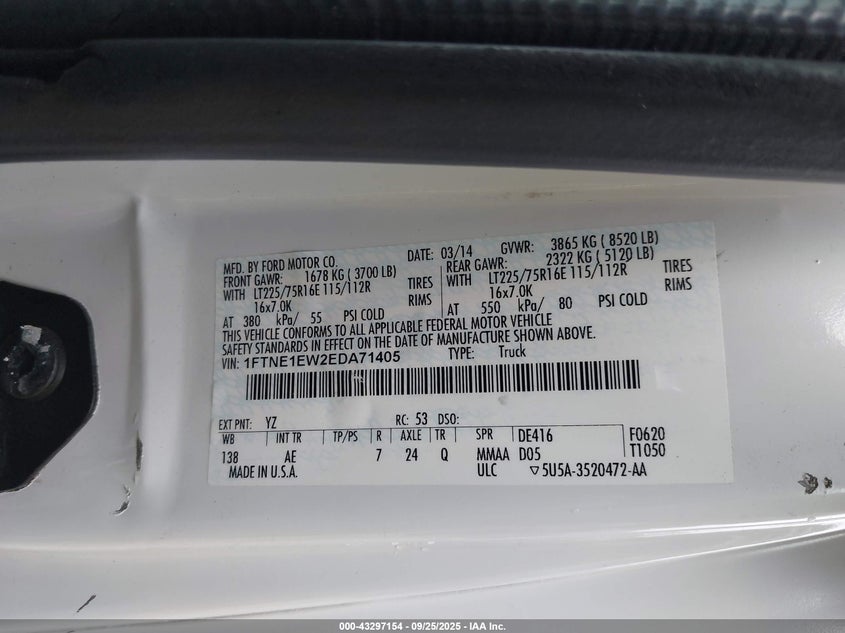 MFD. BY FORD MOTOR CO. DATE: 03/14 GVWR: 3865 KG ( 8520 LB)
FRONT GAWR: 1678 KG ( 3700 LB) REAR GAWR: 2322 KG ( 5120 LB)
WITH LT225/75R16E 115/112R TIRES WITH LT225/75R16E 115/112R TIRES
16x7.0K RIMS 16x7.0K RIMS
AT 380 kPa/ 55 PSI COLD AT 550 kPa/ 80 PSI COLD
THIS VEHICLE CONFORMS TO ALL APPLICABLE FEDERAL MOTOR VEHICLE
SAFETY STANDARDS IN EFFECT ON THE DATE OF MANUFACTURE SHOWN ABOVE.
VIN: 1FTNE1EW2EDA71405 TYPE: Truck
EXT PNT: YZ RC: 53 DSO:
WB INT TR TP/PS R AXLE TR SPR DE416 F0620
138 AE 7 24 Q MMAA D05 T1050
MADE IN U.S.A. ULC ▽5U5A-3520472-AA
000-43297154 - 09/25/2025 - IAA Inc.